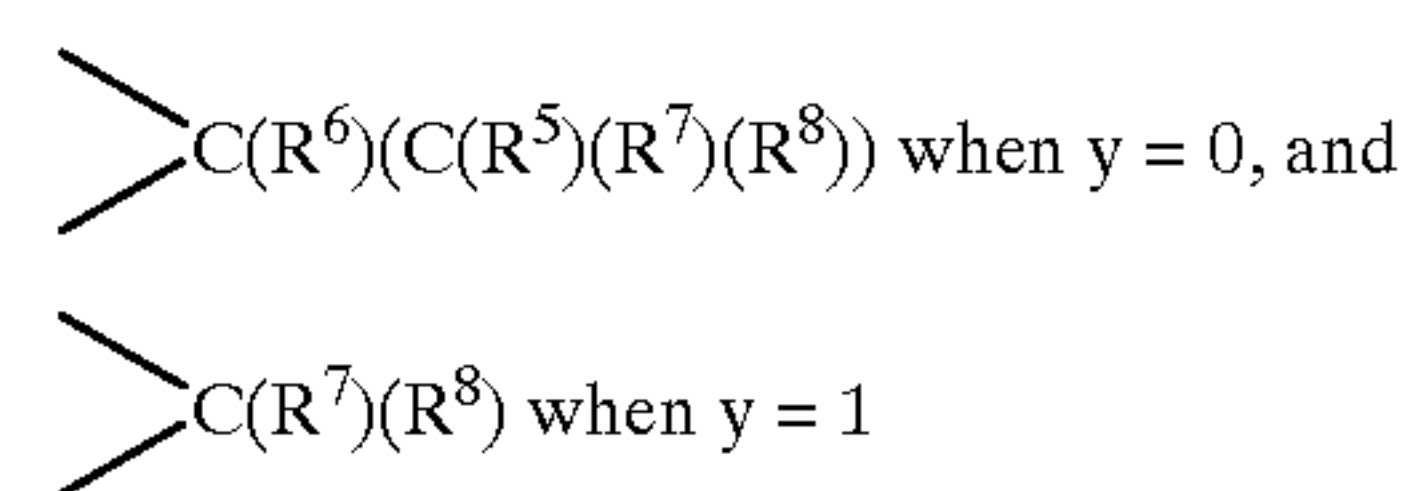 C(R⁶)(C(R⁵)(R⁷)(R⁸)) when y = 0, and
C(R⁷)(R⁸) when y = 1